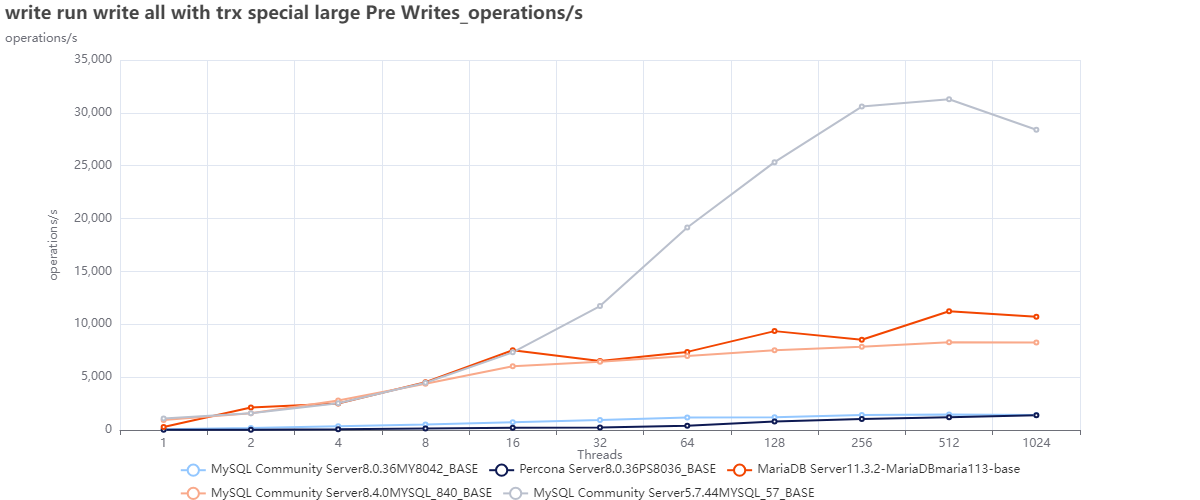 write run write all with trx special large Pre Writes_operations/s
operations/s
35,000
30,000
25,000
20,000
15,000
10,000
5,000
0
operations/s
1 2 4 8 16 32 64 128 256 512 1024
Threads
MySQL Community Server8.0.36MY8042_BASE Percona Server8.0.36PS8036_BASE MariaDB Server11.3.2-MariaDBmaria113-base
MySQL Community Server8.4.0MYSQL_840_BASE MySQL Community Server5.7.44MYSQL_57_BASE